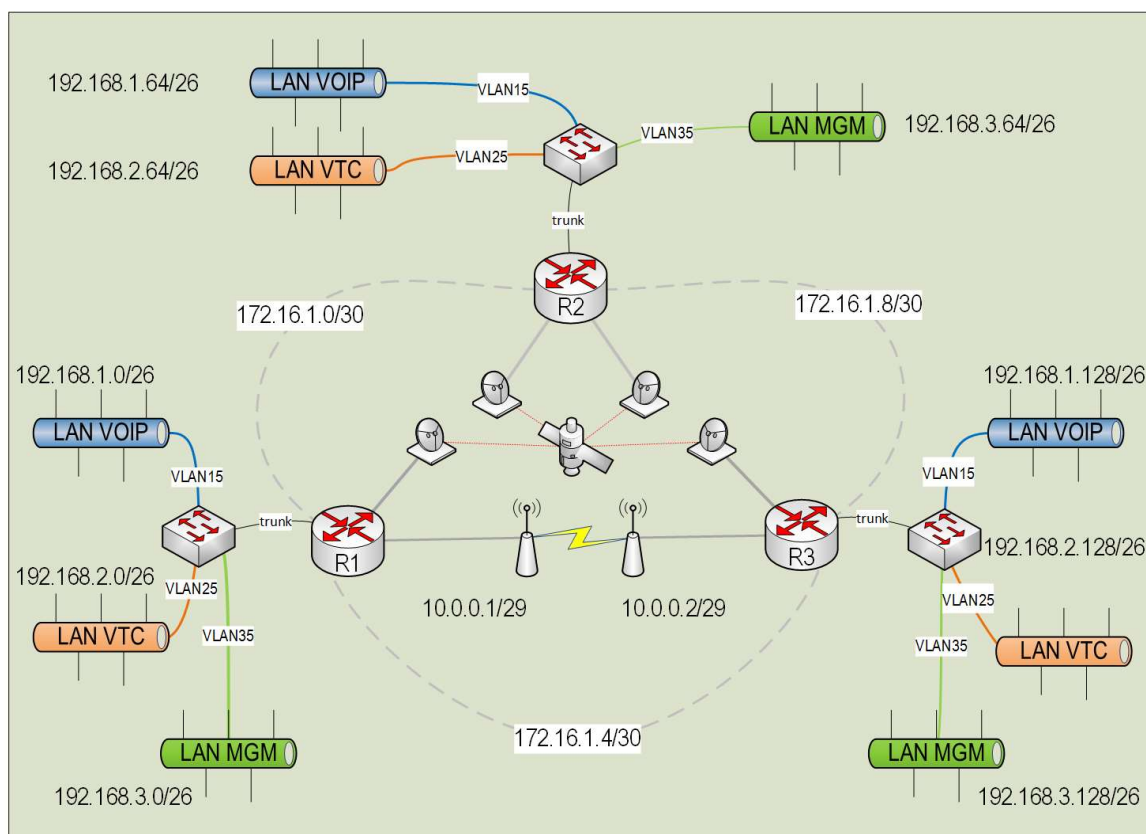 192.168.1.64/26
LAN VOIP
VLAN15
VLAN35
LAN MGM
192.168.3.64/26
192.168.2.64/26
LAN VTC
VLAN25
trunk
R2
172.16.1.0/30
172.16.1.8/30
192.168.1.0/26
LAN VOIP
VLAN15
192.168.1.128/26
LAN VOIP
VLAN15
trunk
R1
R3
trunk
192.168.2.128/26
192.168.2.0/26
VLAN25
LAN VTC
VLAN35
10.0.0.1/29
10.0.0.2/29
VLAN25
VLAN35
LAN VTC
172.16.1.4/30
LAN MGM
192.168.3.0/26
LAN MGM
192.168.3.128/26